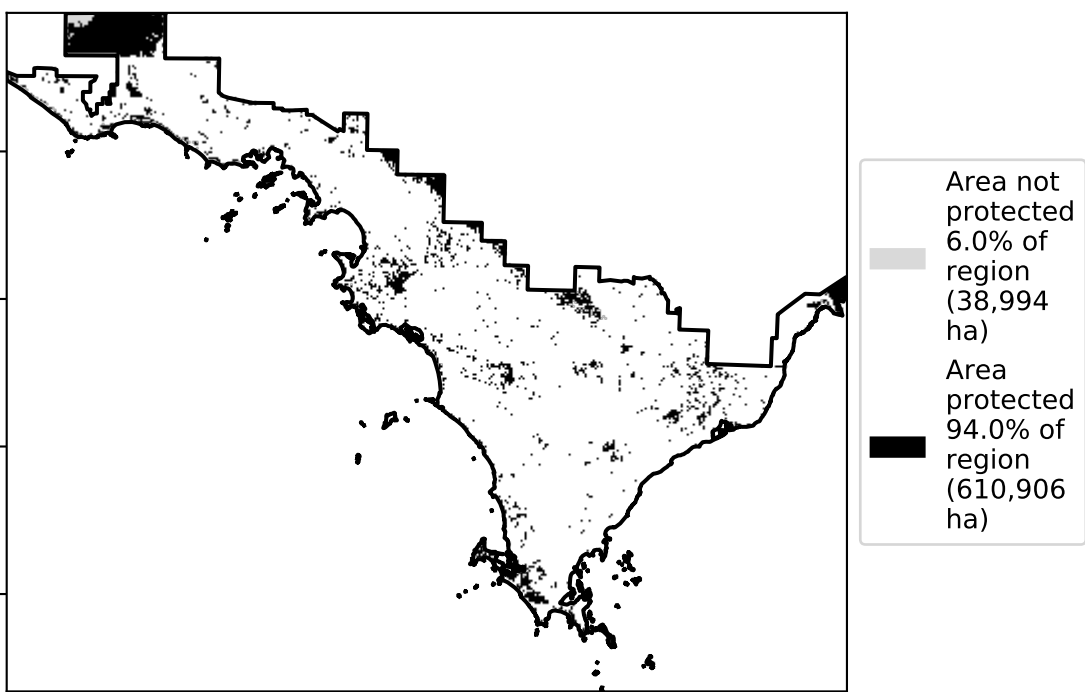 Area not
protected
6.0% of
region
(38,994
ha)
Area
protected
94.0% of
region
(610,906
ha)